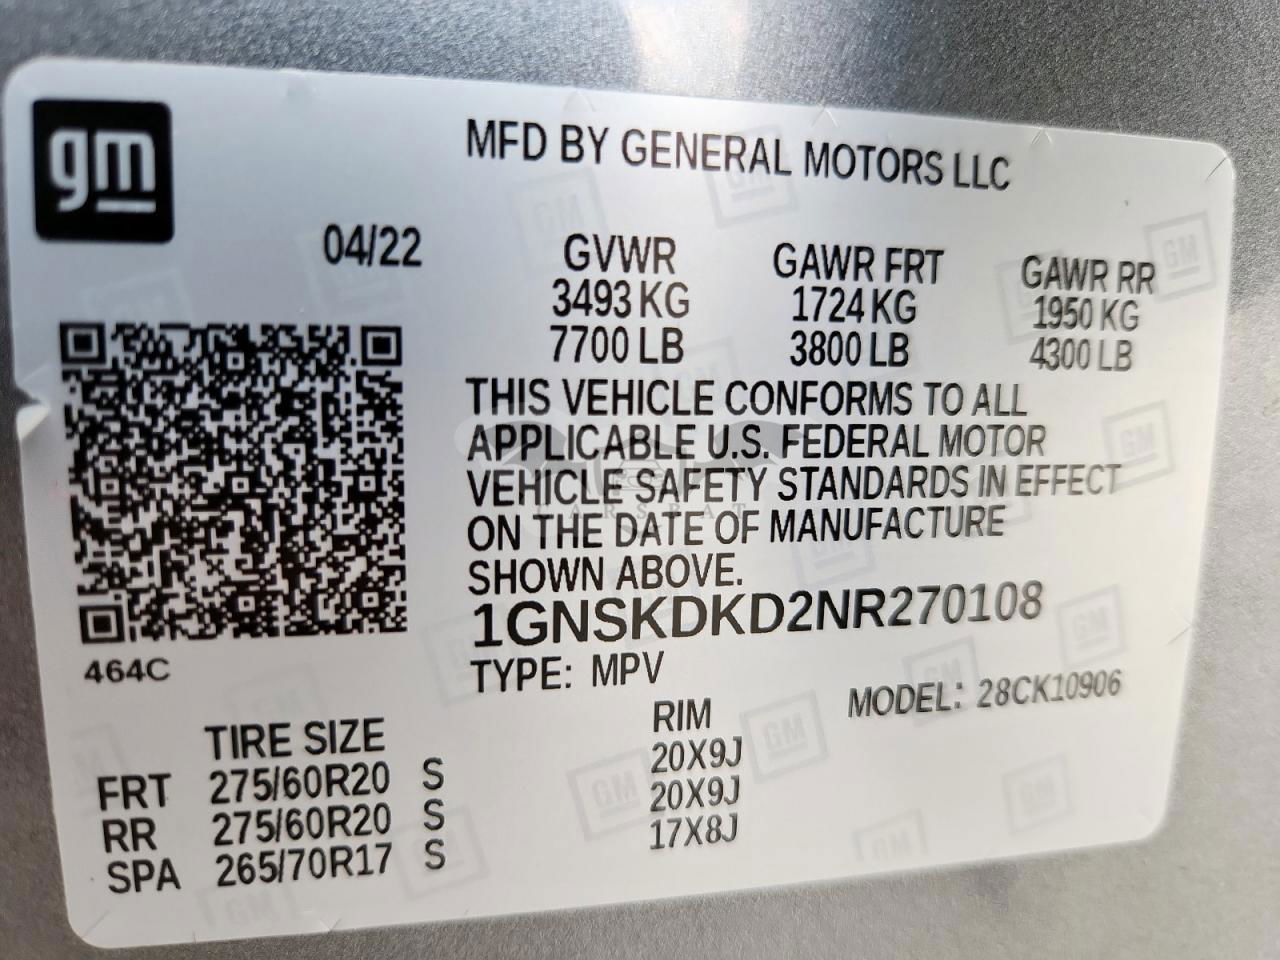 gm
MFD BY GENERAL MOTORS LLC
04/22
GVWR GAWR FRT GAWR RR
3493 KG 1724 KG 1950 KG
7700 LB 3800 LB 4300 LB
THIS VEHICLE CONFORMS TO ALL
APPLICABLE U.S. FEDERAL MOTOR
VEHICLE SAFETY STANDARDS IN EFFECT
ON THE DATE OF MANUFACTURE
SHOWN ABOVE.
CARSBAT
1GNSKDKD2NR270108
464C
TYPE: MPV MODEL: 28CK10906
TIRE SIZE RIM
FRT 275/60R20 S 20X9J
RR 275/60R20 S 20X9J
SPA 265/70R17 S 17X8J